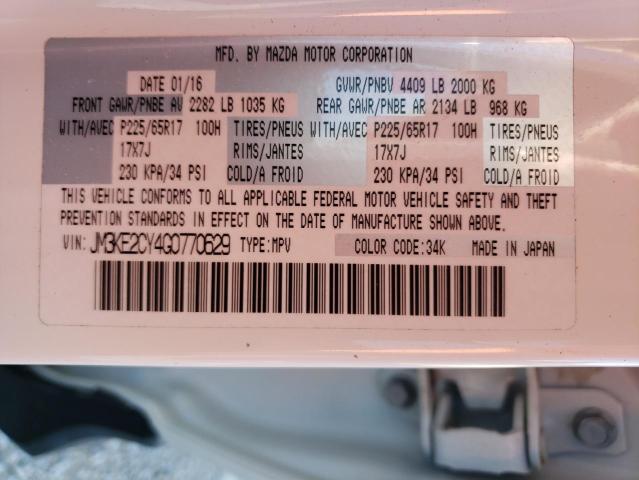 MFD. BY MAZDA MOTOR CORPORATION
DATE 01/16 GVWR/PNBV 4409 LB 2000 KG
FRONT GAWR/PNBE AV 2282 LB 1035 KG REAR GAWR/PNBE AR 2134 LB 968 KG
WITH/AVEC P225/65R17 100H TIRES/PNEUS WITH/AVEC P225/65R17 100H TIRES/PNEUS
17X7J RIMS/JANTES 17X7J RIMS/JANTES
230 KPA/34 PSI COLD/A FROID 230 KPA/34 PSI COLD/A FROID
THIS VEHICLE CONFORMS TO ALL APPLICABLE FEDERAL MOTOR VEHICLE SAFETY AND THEFT
PREVENTION STANDARDS IN EFFECT ON THE DATE OF MANUFACTURE SHOWN ABOVE.
VIN: JM3KE2CY4G0770629 TYPE:MPV COLOR CODE:34K MADE IN JAPAN